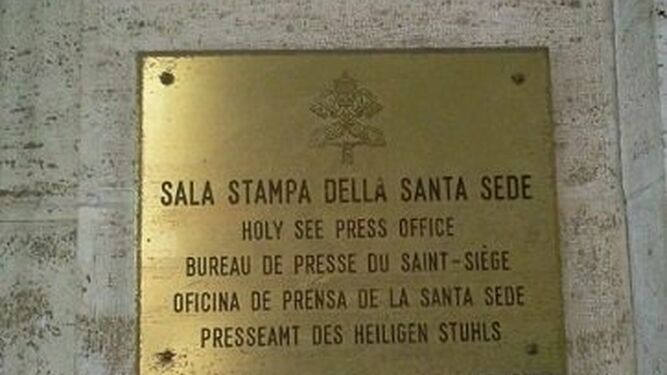 SALA STAMPA DELLA SANTA SEDE
HOLY SEE PRESS OFFICE
BUREAU DE PRESSE DU SAINT-SIÈGE
OFICINA DE PRENSA DE LA SANTA SEDE
PRESSEAMT DES HEILIGEN STUHLS